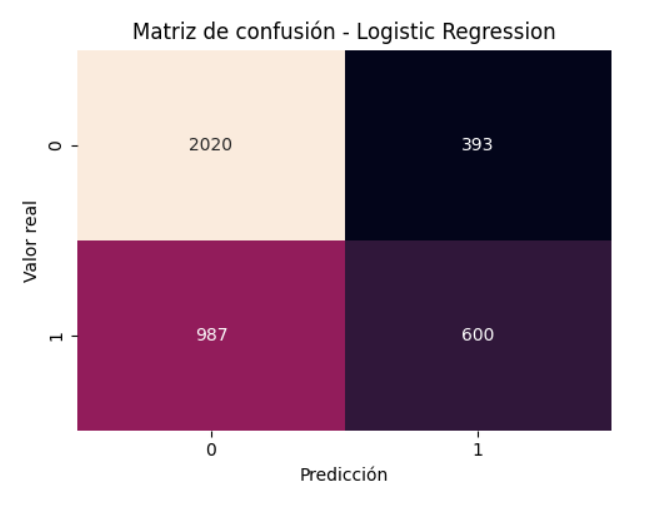 Matriz de confusión - Logistic Regression
Valor real
0
2020 393
1
987 600
0 1
Predicción